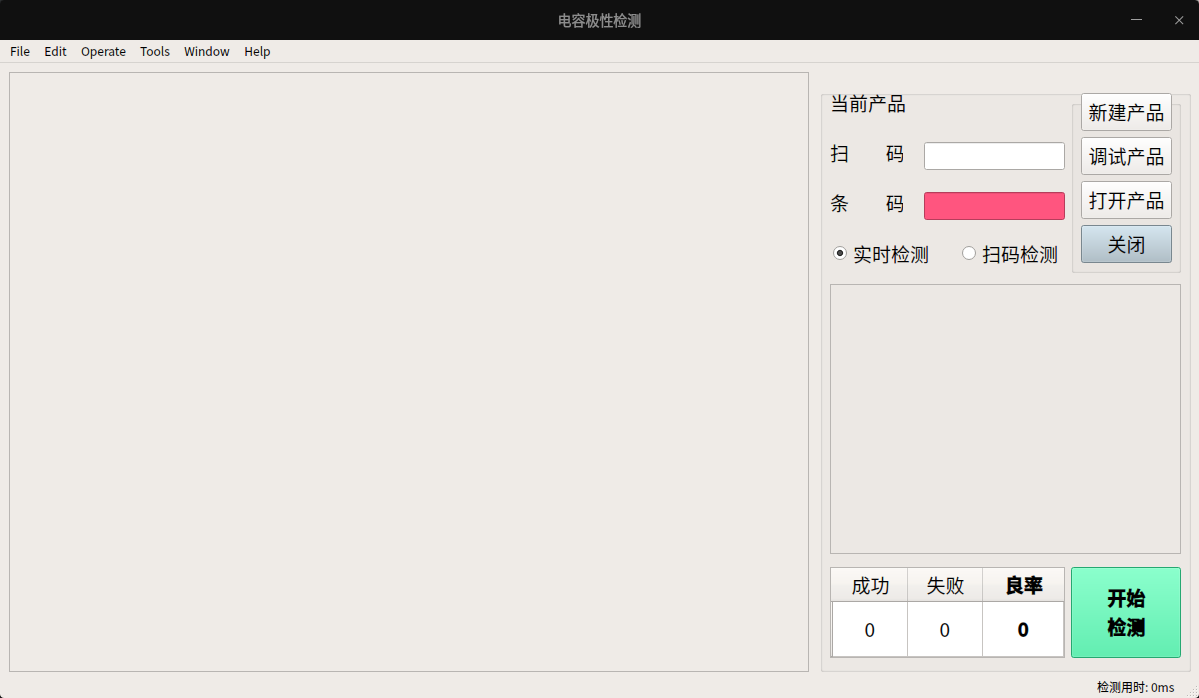 电容极性检测
File Edit Operate Tools Window Help
当前产品
新建产品
扫 码
调试产品
条 码
打开产品
实时检测 扫码检测
关闭
成功 失败 良率
0 0 0
开始
检测
检测用时: 0ms